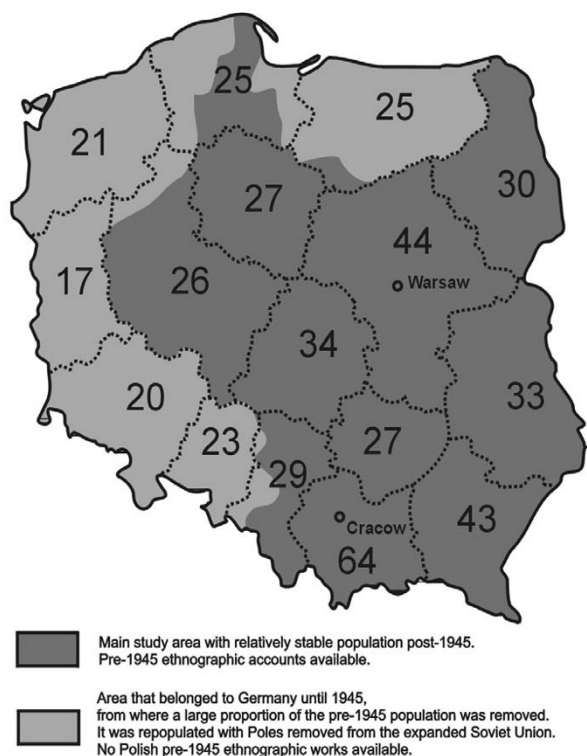 25
25
21
30
27
44
Warsaw
17
26
34
20
33
23
27
29
43
Cracow
64
Main study area with relatively stable population post-1945.
Pre-1945 ethnographic accounts available.
Area that belonged to Germany until 1945,
from where a large proportion of the pre-1945 population was removed.
It was repopulated with Poles removed from the expanded Soviet Union.
No Polish pre-1945 ethnographic works available.